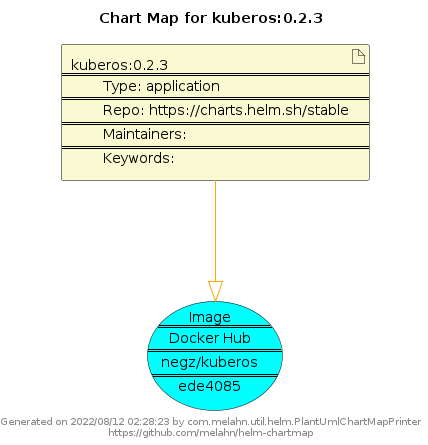 Chart Map for kuberos:0.2.3
kuberos:0.2.3
Type: application
Repo: https://charts.helm.sh/stable
Maintainers:
Keywords:
Image
Docker Hub
negz/kuberos
ede4085
Generated on 2022/08/12 02:28:23 by com.melahn.util.helm.PlantUmlChartMapPrinter
https://github.com/melahn/helm-chartmap